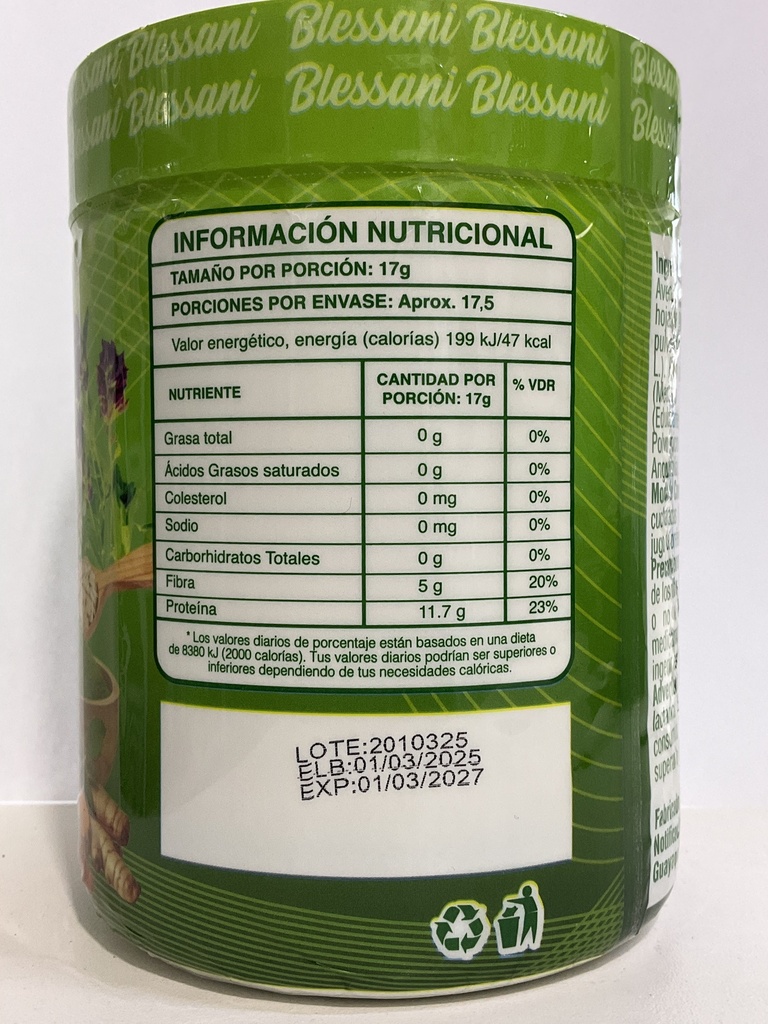 Blessani Blessani Blessani
Blessani Blessani Blessani
INFORMACIÓN NUTRICIONAL
TAMAÑO POR PORCIÓN: 17g
PORCIONES POR ENVASE: Aprox. 17,5
Valor energético, energía (calorías) 199 kJ/47 kcal
NUTRIENTE CANTIDAD POR PORCIÓN: 17g % VDR
Grasa total 0 g 0%
Ácidos Grasos saturados 0 g 0%
Colesterol 0 mg 0%
Sodio 0 mg 0%
Carborhidratos Totales 0 g 0%
Fibra 5 g 20%
Proteína 11.7 g 23%
* Los valores diarios de porcentaje están basados en una dieta
de 8380 kJ (2000 calorías). Tus valores diarios podrían ser superiores o
inferiores dependiendo de tus necesidades calóricas.
LOTE:2010325
ELB:01/03/2025
EXP:01/03/2027